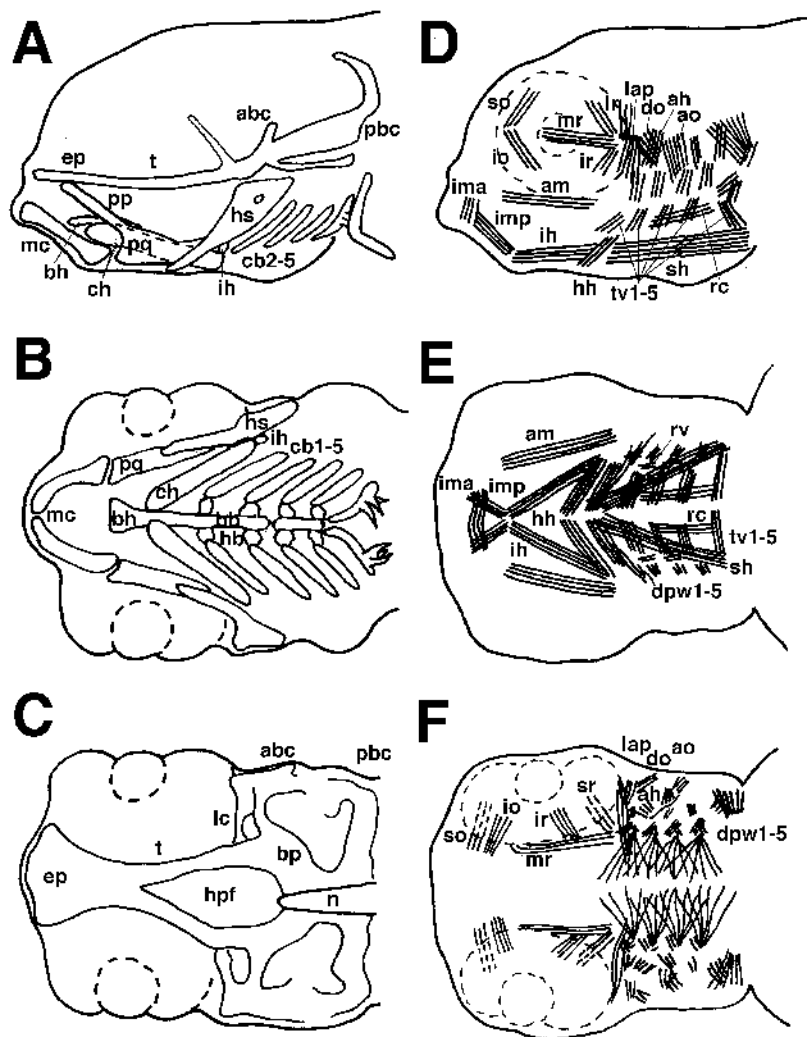 A
abc
pbc
ep
t
pp
hs
mc
pq
bh
cb2-5
ch
ih
D
lap
lr
do
ah
so
mr
ao
io
ir
ima
am
imp
ih
sh
hh
tv1-5
rc
B
hs
ih
cb1-5
pq
ch
mc
bh
bb
hb
E
am
rv
ima
imp
hh
rc
tv1-5
ih
sh
dpw1-5
C
abc
pbc
lc
t
bp
ep
hpf
n
F
lap
do
ao
sr
ah
io
ir
so
dpw1-5
mr